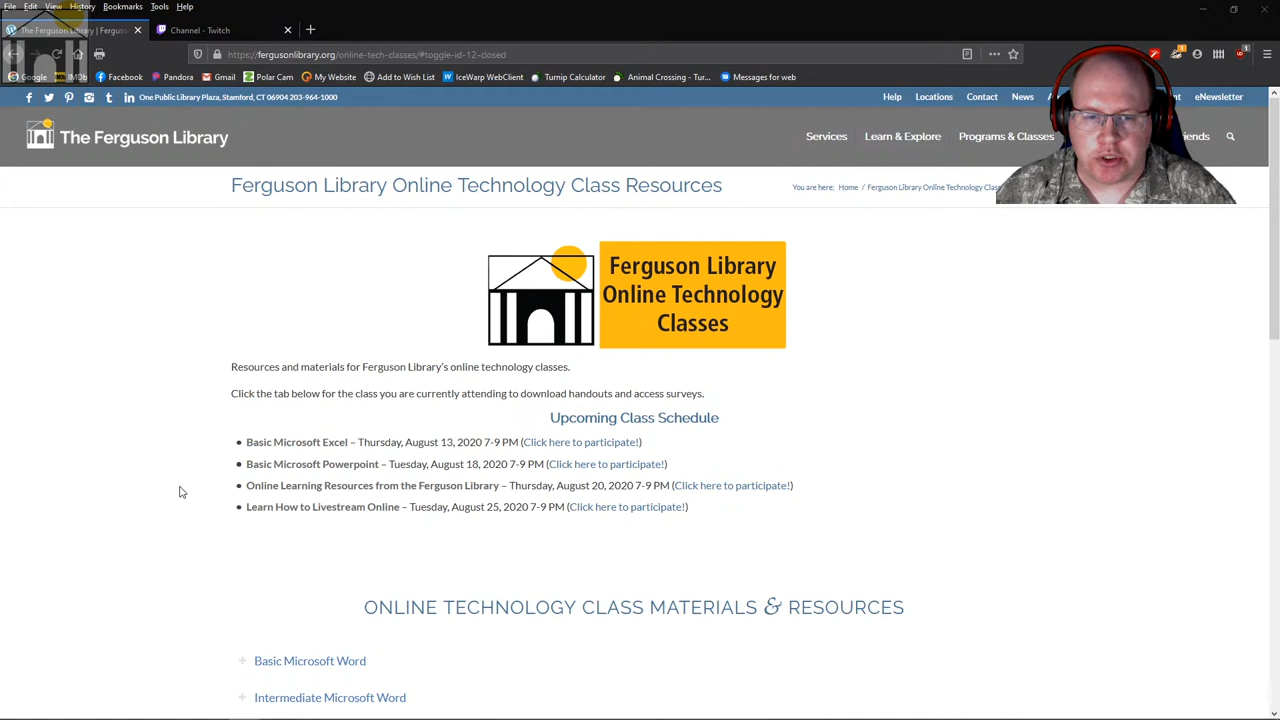 File Edit View History Bookmarks Tools Help
The Ferguson Library | Ferguson
Channel - Twitch
https://fergusonlibrary.org/online-tech-classes/#toggle-id-12-closed
Google IMDb Facebook Pandora Gmail Polar Cam My Website Add to Wish List IceWarp WebClient Turnip Calculator Animal Crossing - Tur... Messages for web
One Public Library Plaza, Stamford, CT 06904 203-964-1000
Help Locations Contact News eNewsletter
The Ferguson Library
Services Learn & Explore Programs & Classes
Ferguson Library Online Technology Class Resources
You are here: Home / Ferguson Library Online Technology Class
Ferguson Library
Online Technology
Classes
Resources and materials for Ferguson Library's online technology classes.
Click the tab below for the class you are currently attending to download handouts and access surveys.
Upcoming Class Schedule
Basic Microsoft Excel – Thursday, August 13, 2020 7-9 PM (Click here to participate!)
Basic Microsoft Powerpoint – Tuesday, August 18, 2020 7-9 PM (Click here to participate!)
Online Learning Resources from the Ferguson Library – Thursday, August 20, 2020 7-9 PM (Click here to participate!)
Learn How to Livestream Online – Tuesday, August 25, 2020 7-9 PM (Click here to participate!)
ONLINE TECHNOLOGY CLASS MATERIALS & RESOURCES
Basic Microsoft Word
Intermediate Microsoft Word